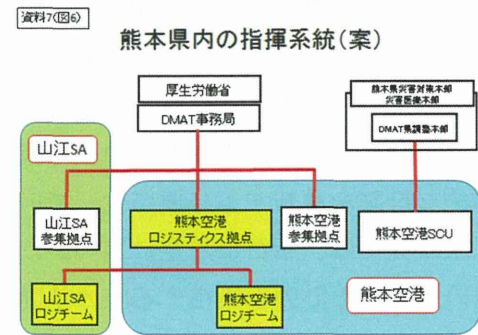 資料7(図6)
熊本県内の指揮系統(案)
厚生労働省
DMAT事務局
熊本県災害対策本部
災害医療本部
DMAT県調整本部
山江SA
山江SA
参集拠点
熊本空港
ロジスティクス拠点
熊本空港
参集拠点
熊本空港SCU
山江SA
ロジチーム
熊本空港
ロジチーム
熊本空港